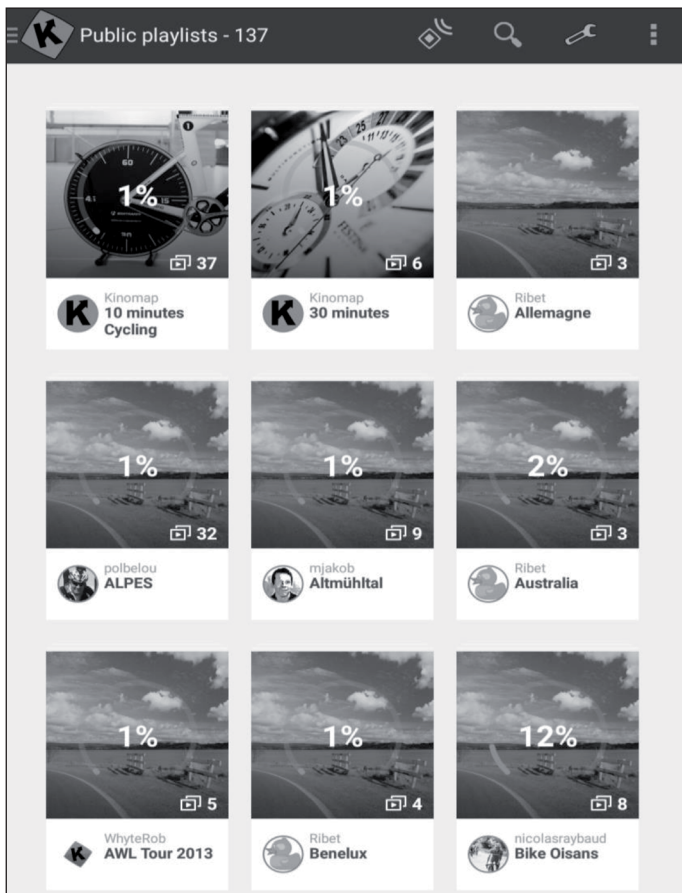 Public playlists - 137
1%
37
Kinomap
10 minutes
Cycling
1%
6
Kinomap
30 minutes
3
Ribet
Allemagne
1%
32
polbelou
ALPES
1%
9
mjakob
Altmühltal
2%
3
Ribet
Australia
1%
5
WhyteRob
AWL Tour 2013
1%
4
Ribet
Benelux
12%
8
nicolasraybaud
Bike Oisans